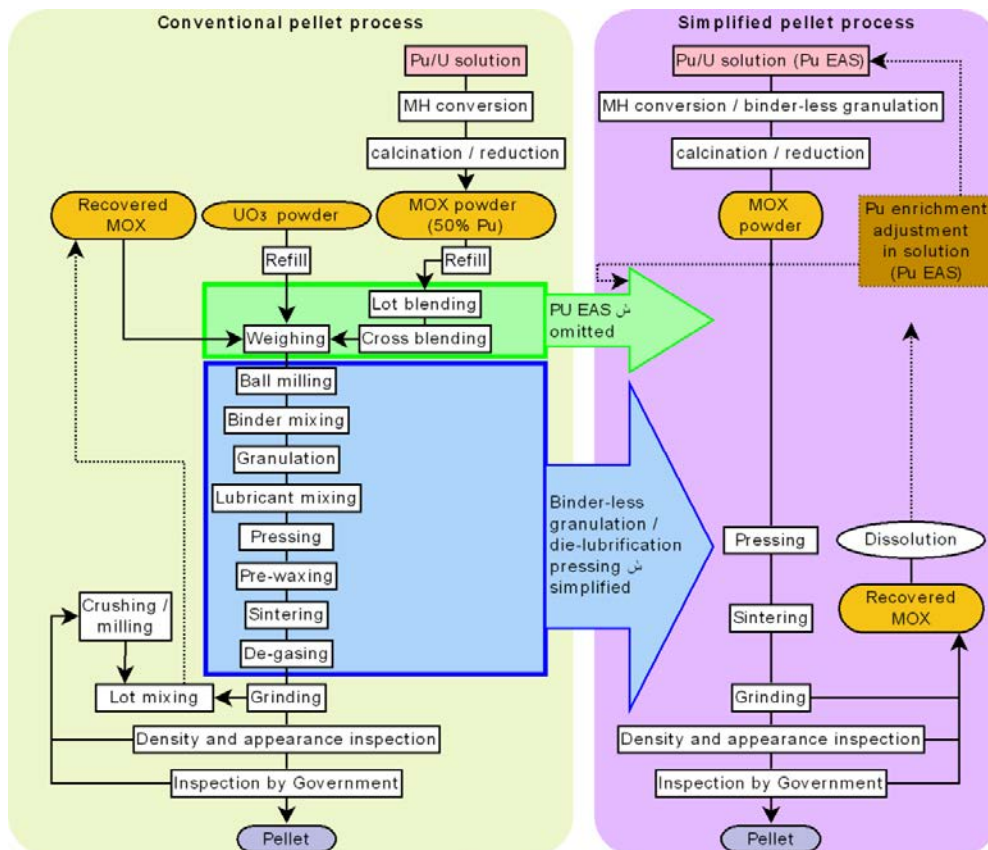 Conventional pellet process
Pu/U solution
MH conversion
calcination / reduction
Recovered
MOX
UO₃ powder
MOX powder
(50% Pu)
Refill
Refill
Lot blending
Weighing
Cross blending
Ball milling
Binder mixing
Granulation
Lubricant mixing
Pressing
Pre-waxing
Sintering
De-gasing
Crushing /
milling
Lot mixing
Grinding
Density and appearance inspection
Inspection by Government
Pellet
PU EAS ش
omitted
Binder-less
granulation /
die-lubrification
pressing ش
simplified
Simplified pellet process
Pu/U solution (Pu EAS)
MH conversion / binder-less granulation
calcination / reduction
MOX
powder
Pu enrichment
adjustment
in solution
(Pu EAS)
Pressing
Dissolution
Sintering
Recovered
MOX
Grinding
Density and appearance inspection
Inspection by Government
Pellet